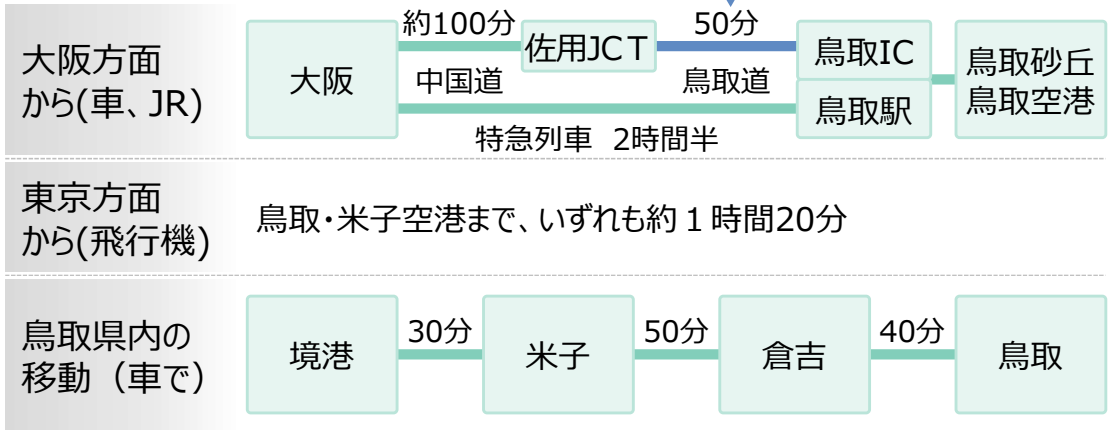 大阪方面
から(車、JR)
大阪
約100分
中国道
佐用JCT
50分
鳥取道
特急列車 2時間半
鳥取IC
鳥取駅
鳥取砂丘
鳥取空港
東京方面
から(飛行機)
鳥取・米子空港まで、いずれも約１時間20分
鳥取県内の
移動（車で）
境港
30分
米子
50分
倉吉
40分
鳥取